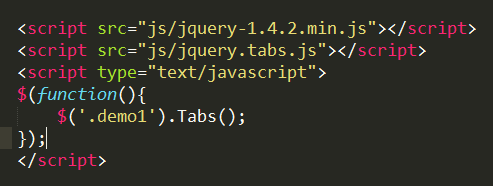 <script src="js/jquery-1.4.2.min.js"></script>
<script src="js/jquery.tabs.js"></script>
<script type="text/javascript">
$(function(){
    $('.demo1').Tabs();
});
</script>